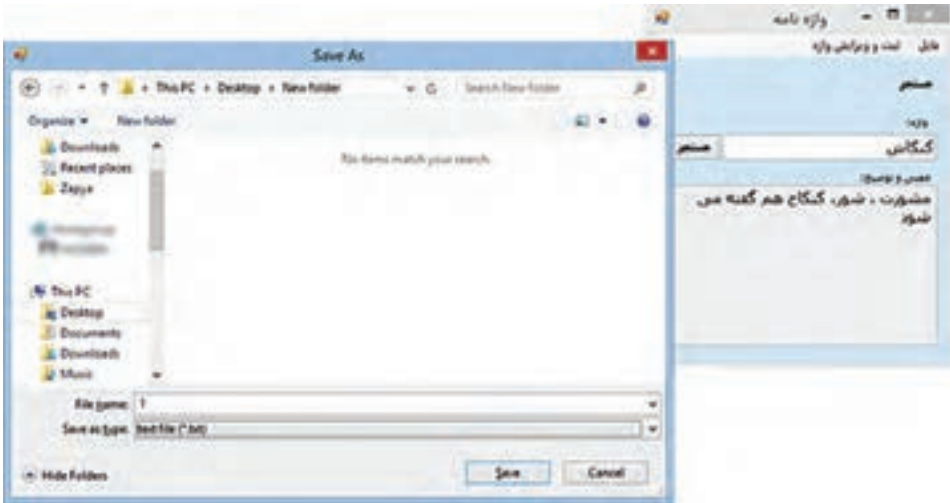 Save As
This PC
Desktop
New folder
Search New folder
Organize
New folder
No items match your search.
Downloads
Recent places
Zapya
This PC
Desktop
Documents
Downloads
Music
File name: 1
Save as type: text file (*.txt)
Hide Folders
Save
Cancel
واژه نامه
فایل ثبت و ویرایش واژه
جستجو
واژه:
کنکاش
جستجو
معنی و توضیح:
مشورت ، شور، کنکاج هم گفته می
شود